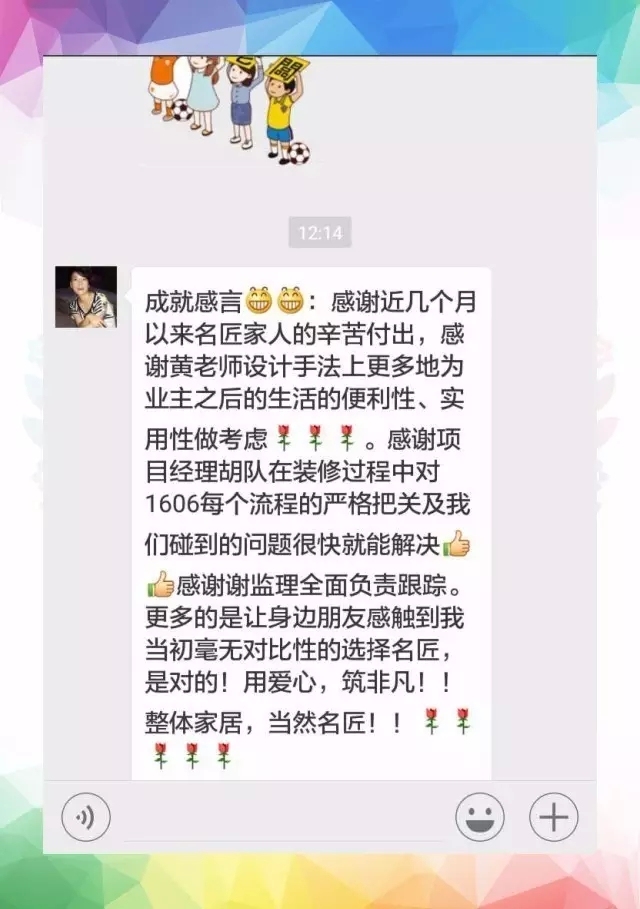 闆
12:14
成就感言😁😁：感谢近几个月
以来名匠家人的辛苦付出，感
谢黄老师设计手法上更多地为
业主之后的生活的便利性、实
用性做考虑🌹🌹🌹。感谢项
目经理胡队在装修过程中对
1606每个流程的严格把关及我
们碰到的问题很快就能解决👍
👍感谢谢监理全面负责跟踪。
更多的是让身边朋友感触到我
当初毫无对比性的选择名匠，
是对的！用爱心，筑非凡！！
整体家居，当然名匠！！🌹🌹
🌹🌹🌹